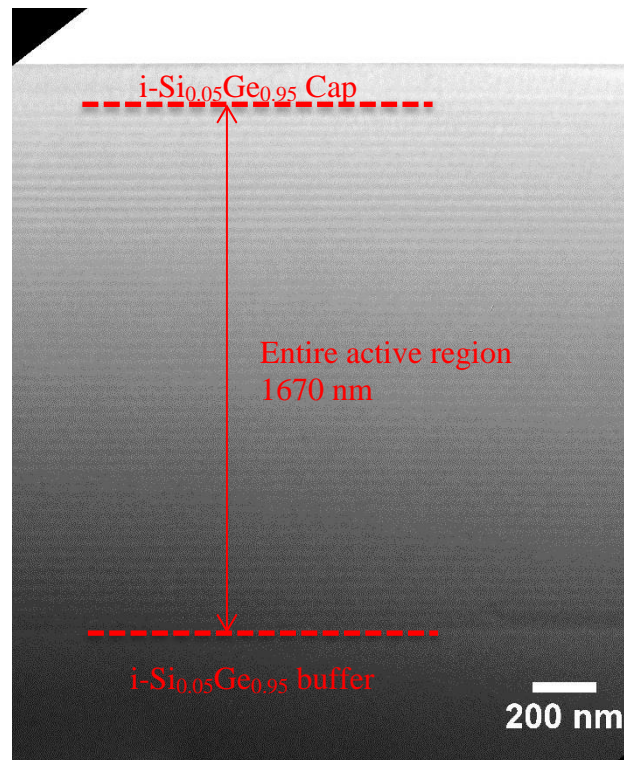 i-Si₀.₀₅Ge₀.₉₅ Cap
Entire active region
1670 nm
i-Si₀.₀₅Ge₀.₉₅ buffer
200 nm